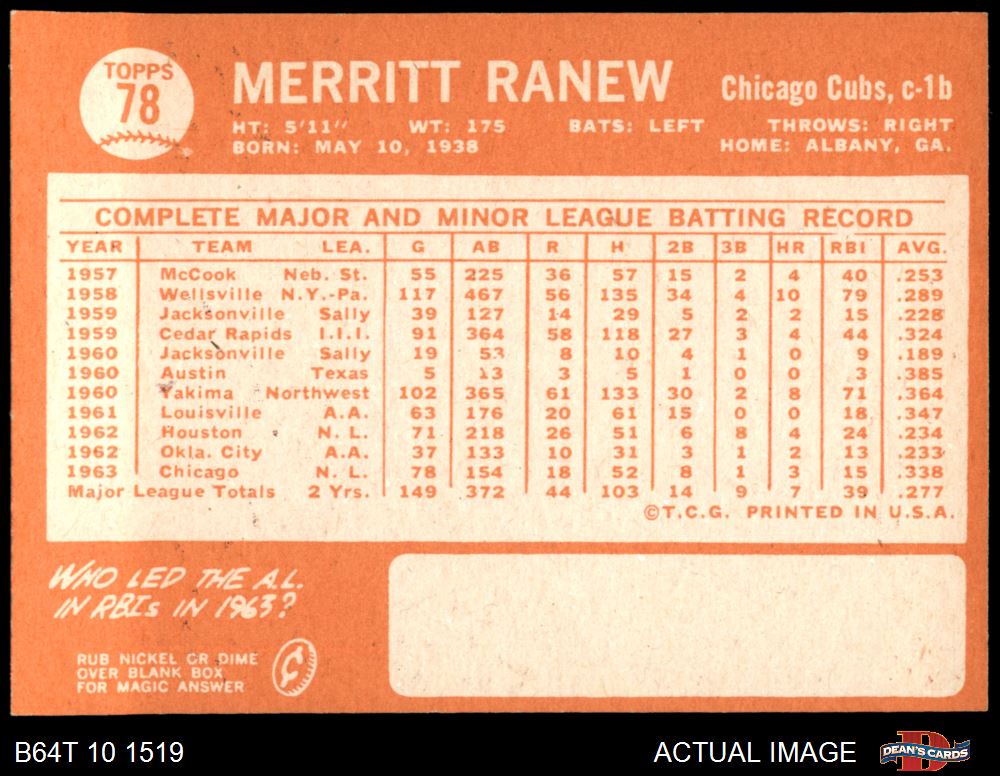 TOPPS
78
MERRITT RANEW
Chicago Cubs, c-1b
HT: 5'11" WT: 175 BATS: LEFT THROWS: RIGHT
BORN: MAY 10, 1938 HOME: ALBANY, GA.
COMPLETE MAJOR AND MINOR LEAGUE BATTING RECORD
YEAR TEAM LEA. G AB R H 2B 3B HR RBI AVG.
1957 McCook Neb. St. 55 225 36 57 15 2 4 40 .253
1958 Wellsville N.Y.-Pa. 117 467 56 135 34 4 10 79 .289
1959 Jacksonville Sally 39 127 14 29 5 2 2 15 .228
1959 Cedar Rapids I.I.I. 91 364 58 118 27 3 4 44 .324
1960 Jacksonville Sally 19 53 8 10 4 1 0 9 .189
1960 Austin Texas 5 13 3 5 1 0 0 3 .385
1960 Yakima Northwest 102 365 61 133 30 2 8 71 .364
1961 Louisville A.A. 63 176 20 61 15 0 0 18 .347
1962 Houston N. L. 71 218 26 51 6 8 4 24 .234
1962 Okla. City A.A. 37 133 10 31 3 1 2 13 .233
1963 Chicago N. L. 78 154 18 52 8 1 3 15 .338
Major League Totals 2 Yrs. 149 372 44 103 14 9 7 39 .277
©T.C.G. PRINTED IN U.S.A.
WHO LED THE A.L.
IN RBIs IN 1963?
RUB NICKEL OR DIME
OVER BLANK BOX
FOR MAGIC ANSWER
B64T 10 1519
ACTUAL IMAGE
DEAN'S CARDS